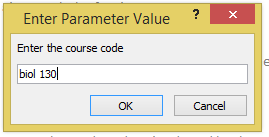 Enter Parameter Value ? ×
Enter the course code
biol 130
OK Cancel